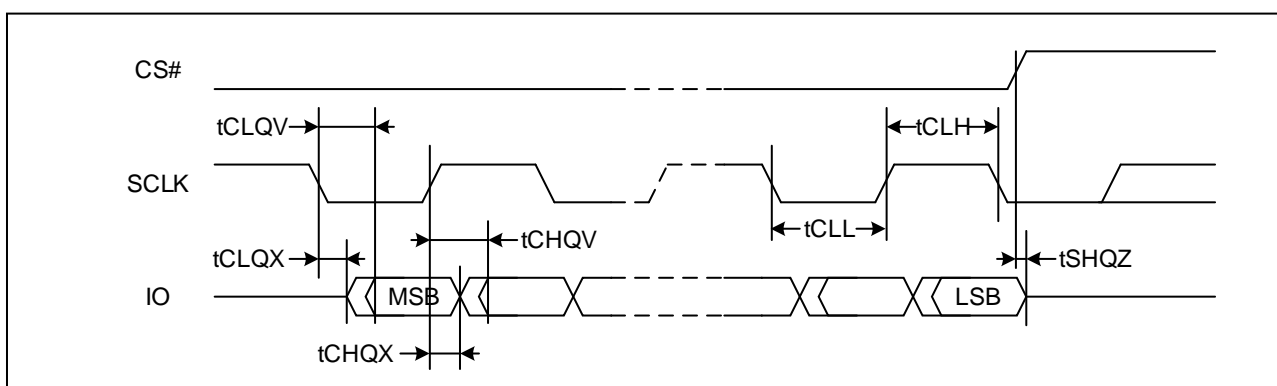 CS#
tCLQV
tCLH
SCLK
tCLL
tCHQV
tCLQX
tSHQZ
IO
MSB
LSB
tCHQX